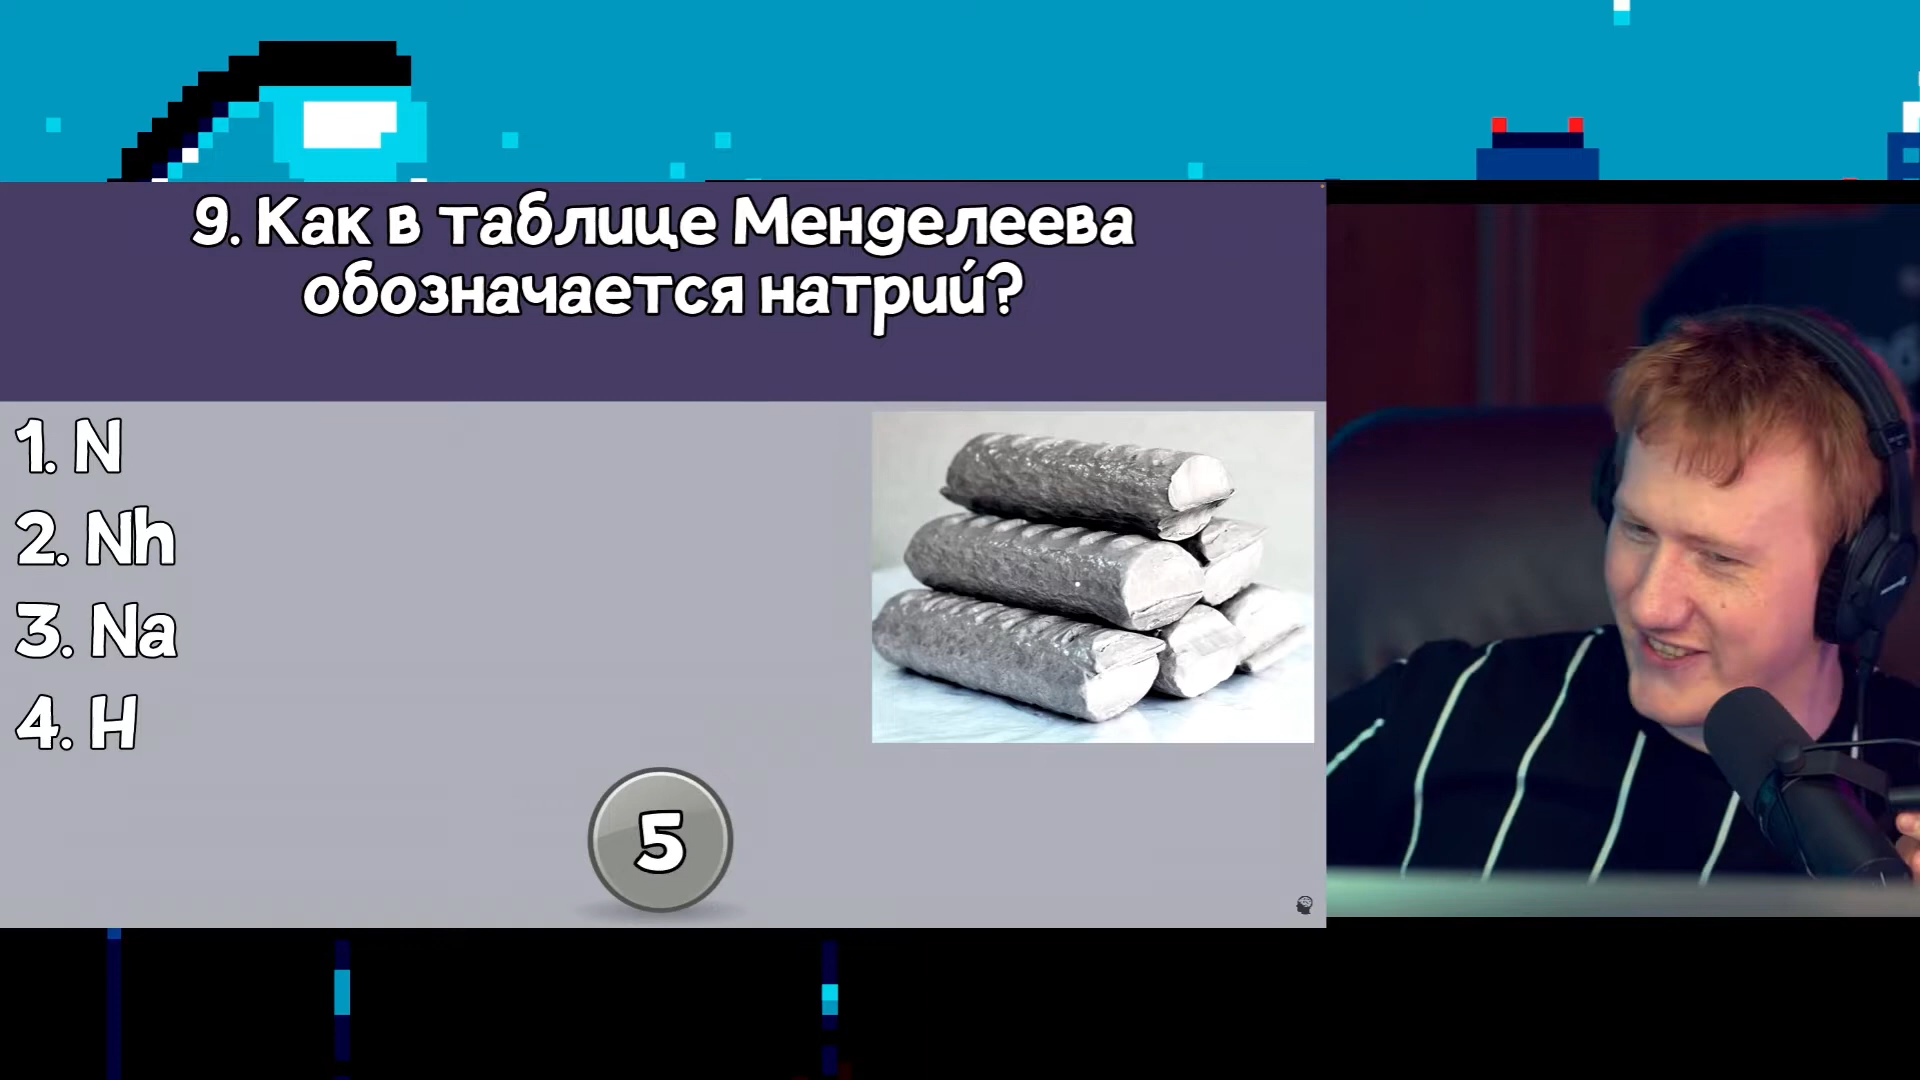 9. Как в таблице Менделеева
обозначается натрий?
1. N
2. Nh
3. Na
4. H
5